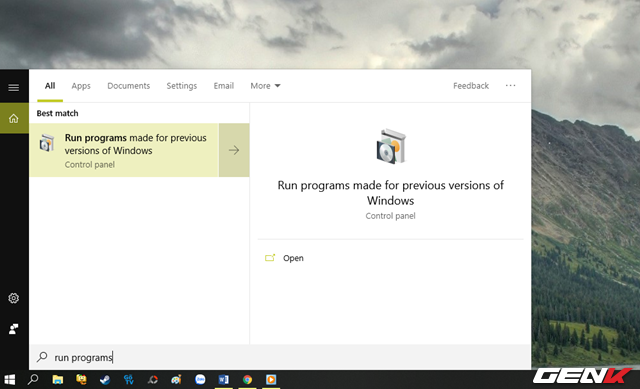 All Apps Documents Settings Email More Feedback ...
Best match
Run programs made for previous
versions of Windows
Control panel
Run programs made for previous versions of
Windows
Control panel
Open
run programs
GENK